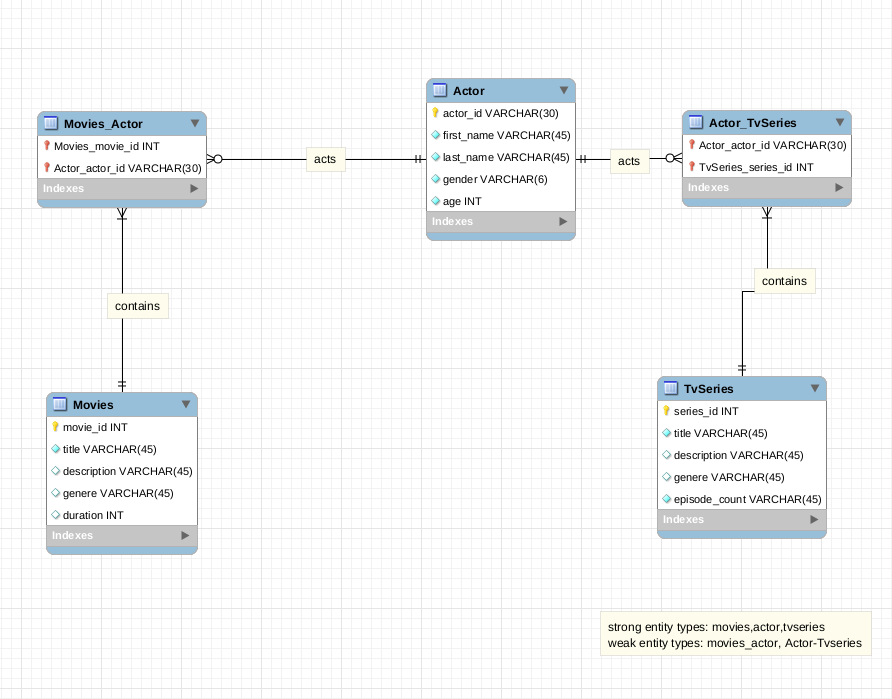 Movies_Actor
Movies_movie_id INT
Actor_actor_id VARCHAR(30)
Indexes
acts
Actor
actor_id VARCHAR(30)
first_name VARCHAR(45)
last_name VARCHAR(45)
gender VARCHAR(6)
age INT
Indexes
acts
Actor_TvSeries
Actor_actor_id VARCHAR(30)
TvSeries_series_id INT
Indexes
contains
contains
Movies
movie_id INT
title VARCHAR(45)
description VARCHAR(45)
genere VARCHAR(45)
duration INT
Indexes
TvSeries
series_id INT
title VARCHAR(45)
description VARCHAR(45)
genere VARCHAR(45)
episode_count VARCHAR(45)
Indexes
strong entity types: movies,actor,tvseries
weak entity types: movies_actor, Actor-Tvseries